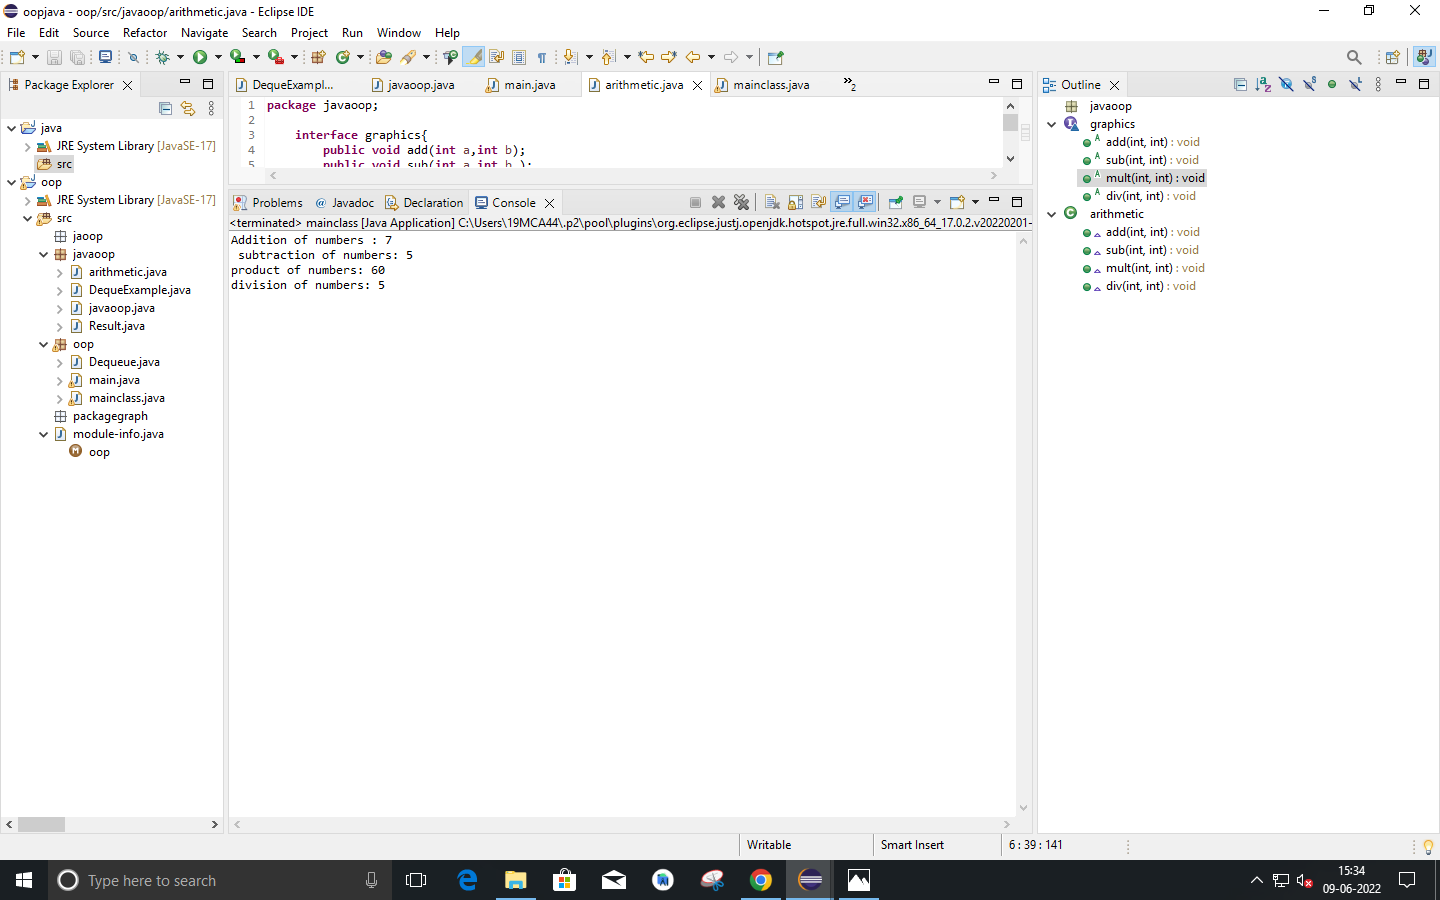 oopjava - oop/src/javaoop/arithmetic.java - Eclipse IDE
File Edit Source Refactor Navigate Search Project Run Window Help
Package Explorer
java
JRE System Library [JavaSE-17]
src
oop
JRE System Library [JavaSE-17]
src
jaoop
javaoop
arithmetic.java
DequeExample.java
javaoop.java
Result.java
oop
Dequeue.java
main.java
mainclass.java
packagegraph
module-info.java
oop
DequeExampl... javaoop.java main.java arithmetic.java mainclass.java »2
1 package javaoop;
2
3 interface graphics{
4 public void add(int a,int b);
5 public void sub(int a,int b );
Problems @ Javadoc Declaration Console
<terminated> mainclass [Java Application] C:\Users\19MCA44\.p2\pool\plugins\org.eclipse.justj.openjdk.hotspot.jre.full.win32.x86_64_17.0.2.v20220201-
Addition of numbers : 7
subtraction of numbers: 5
product of numbers: 60
division of numbers: 5
Outline
javaoop
graphics
add(int, int) : void
sub(int, int) : void
mult(int, int) : void
div(int, int) : void
arithmetic
add(int, int) : void
sub(int, int) : void
mult(int, int) : void
div(int, int) : void
Writable Smart Insert 6 : 39 : 141
Type here to search
15:34
09-06-2022